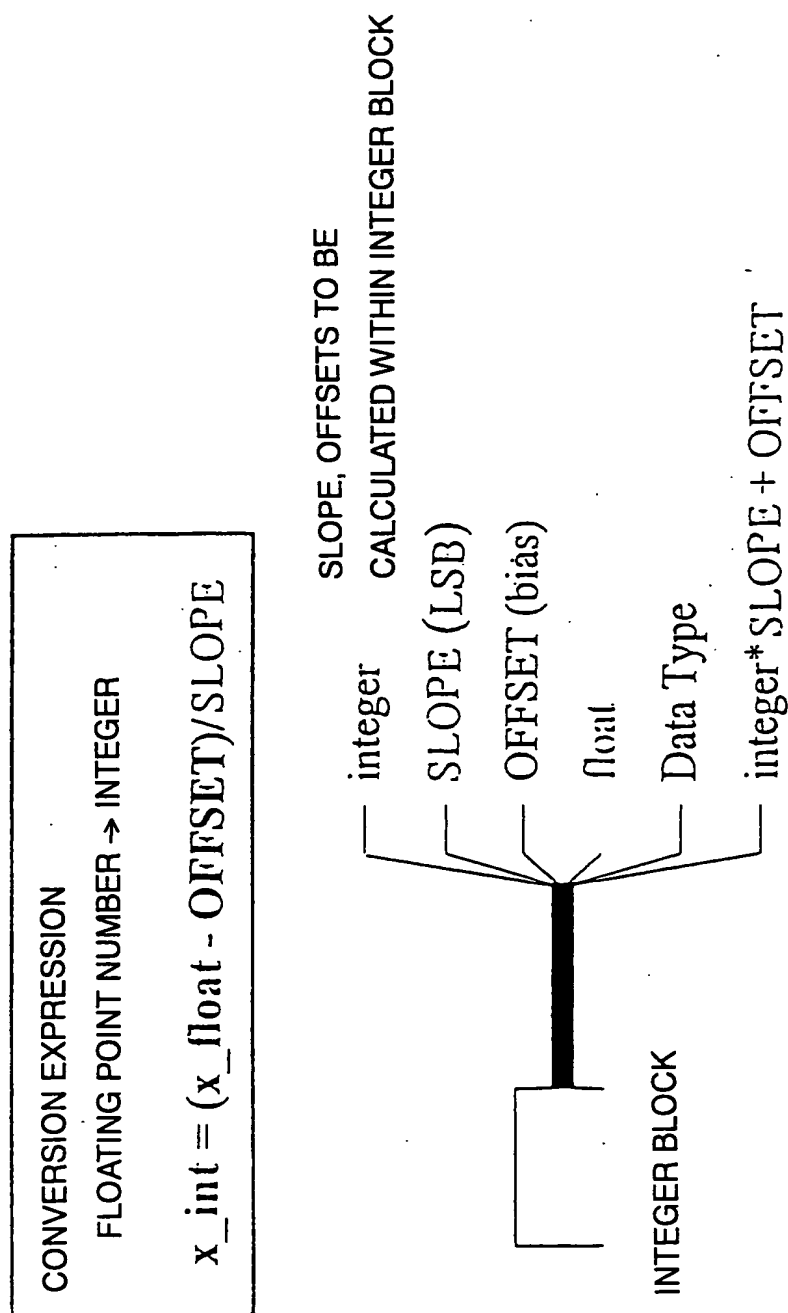 CONVERSION EXPRESSION
FLOATING POINT NUMBER → INTEGER
x_int = (x_float - OFFSET)/SLOPE
SLOPE, OFFSETS TO BE
CALCULATED WITHIN INTEGER BLOCK
integer
SLOPE (LSB)
OFFSET (bias)
float
Data Type
integer*SLOPE + OFFSET
INTEGER BLOCK